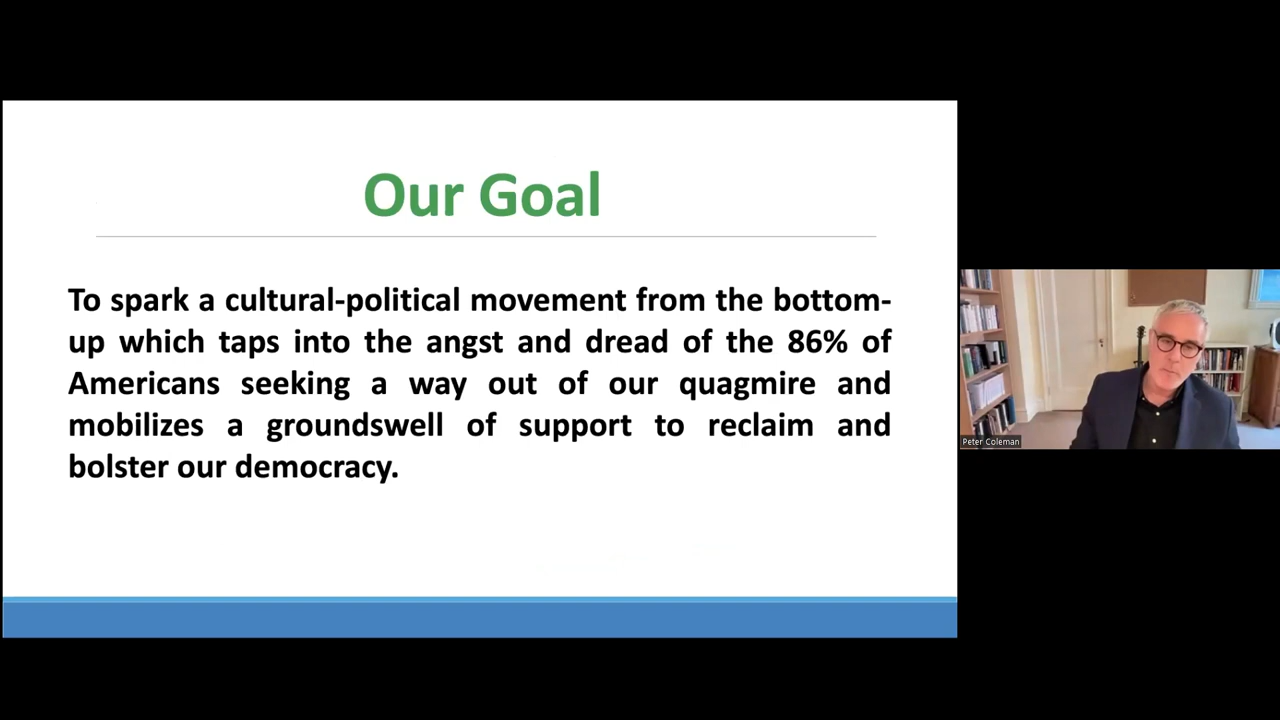 Our Goal
To spark a cultural-political movement from the bottom-
up which taps into the angst and dread of the 86% of
Americans seeking a way out of our quagmire and
mobilizes a groundswell of support to reclaim and
bolster our democracy.
Peter Coleman